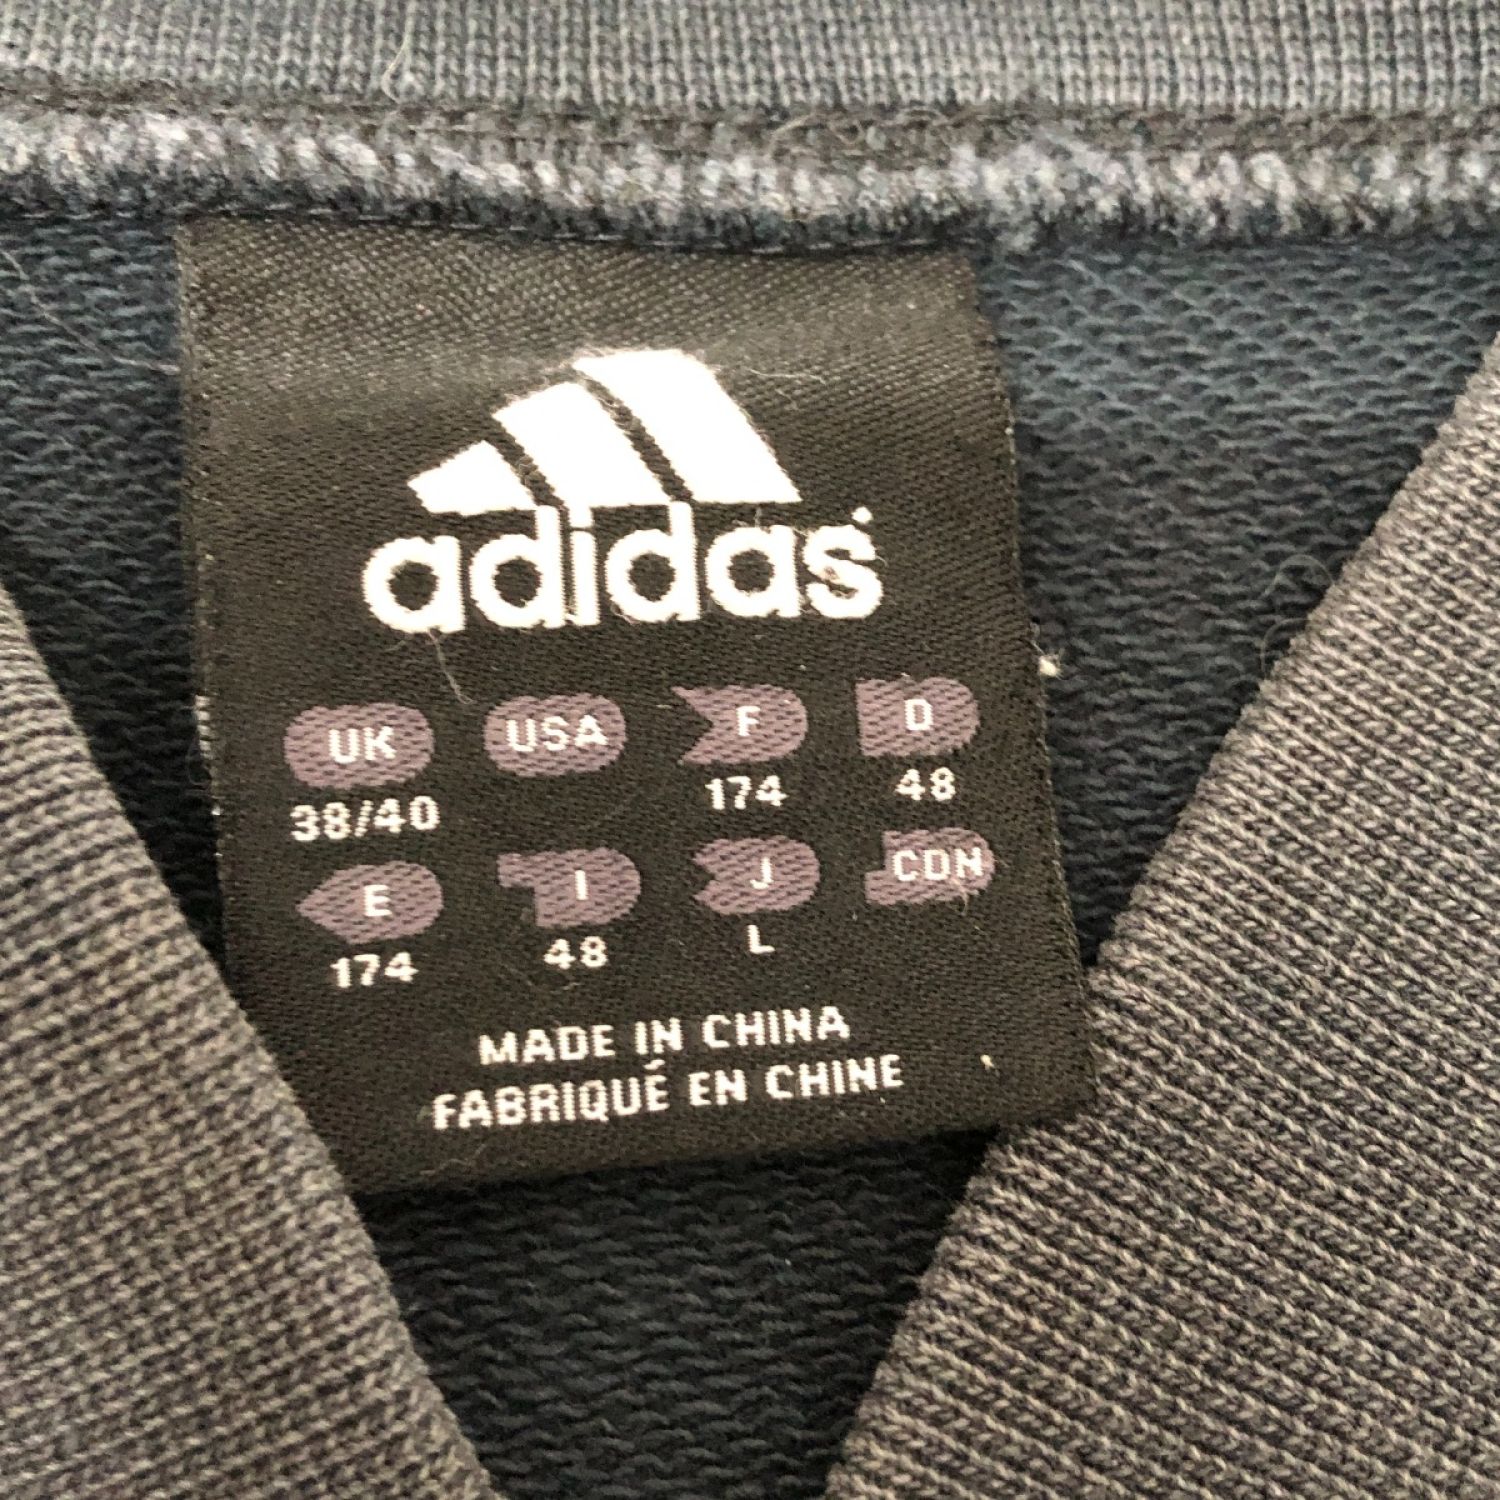 adidas
UK USA F D
38/40 174 48
E I J CDN
174 48 L
MADE IN CHINA
FABRIQUÉ EN CHINE